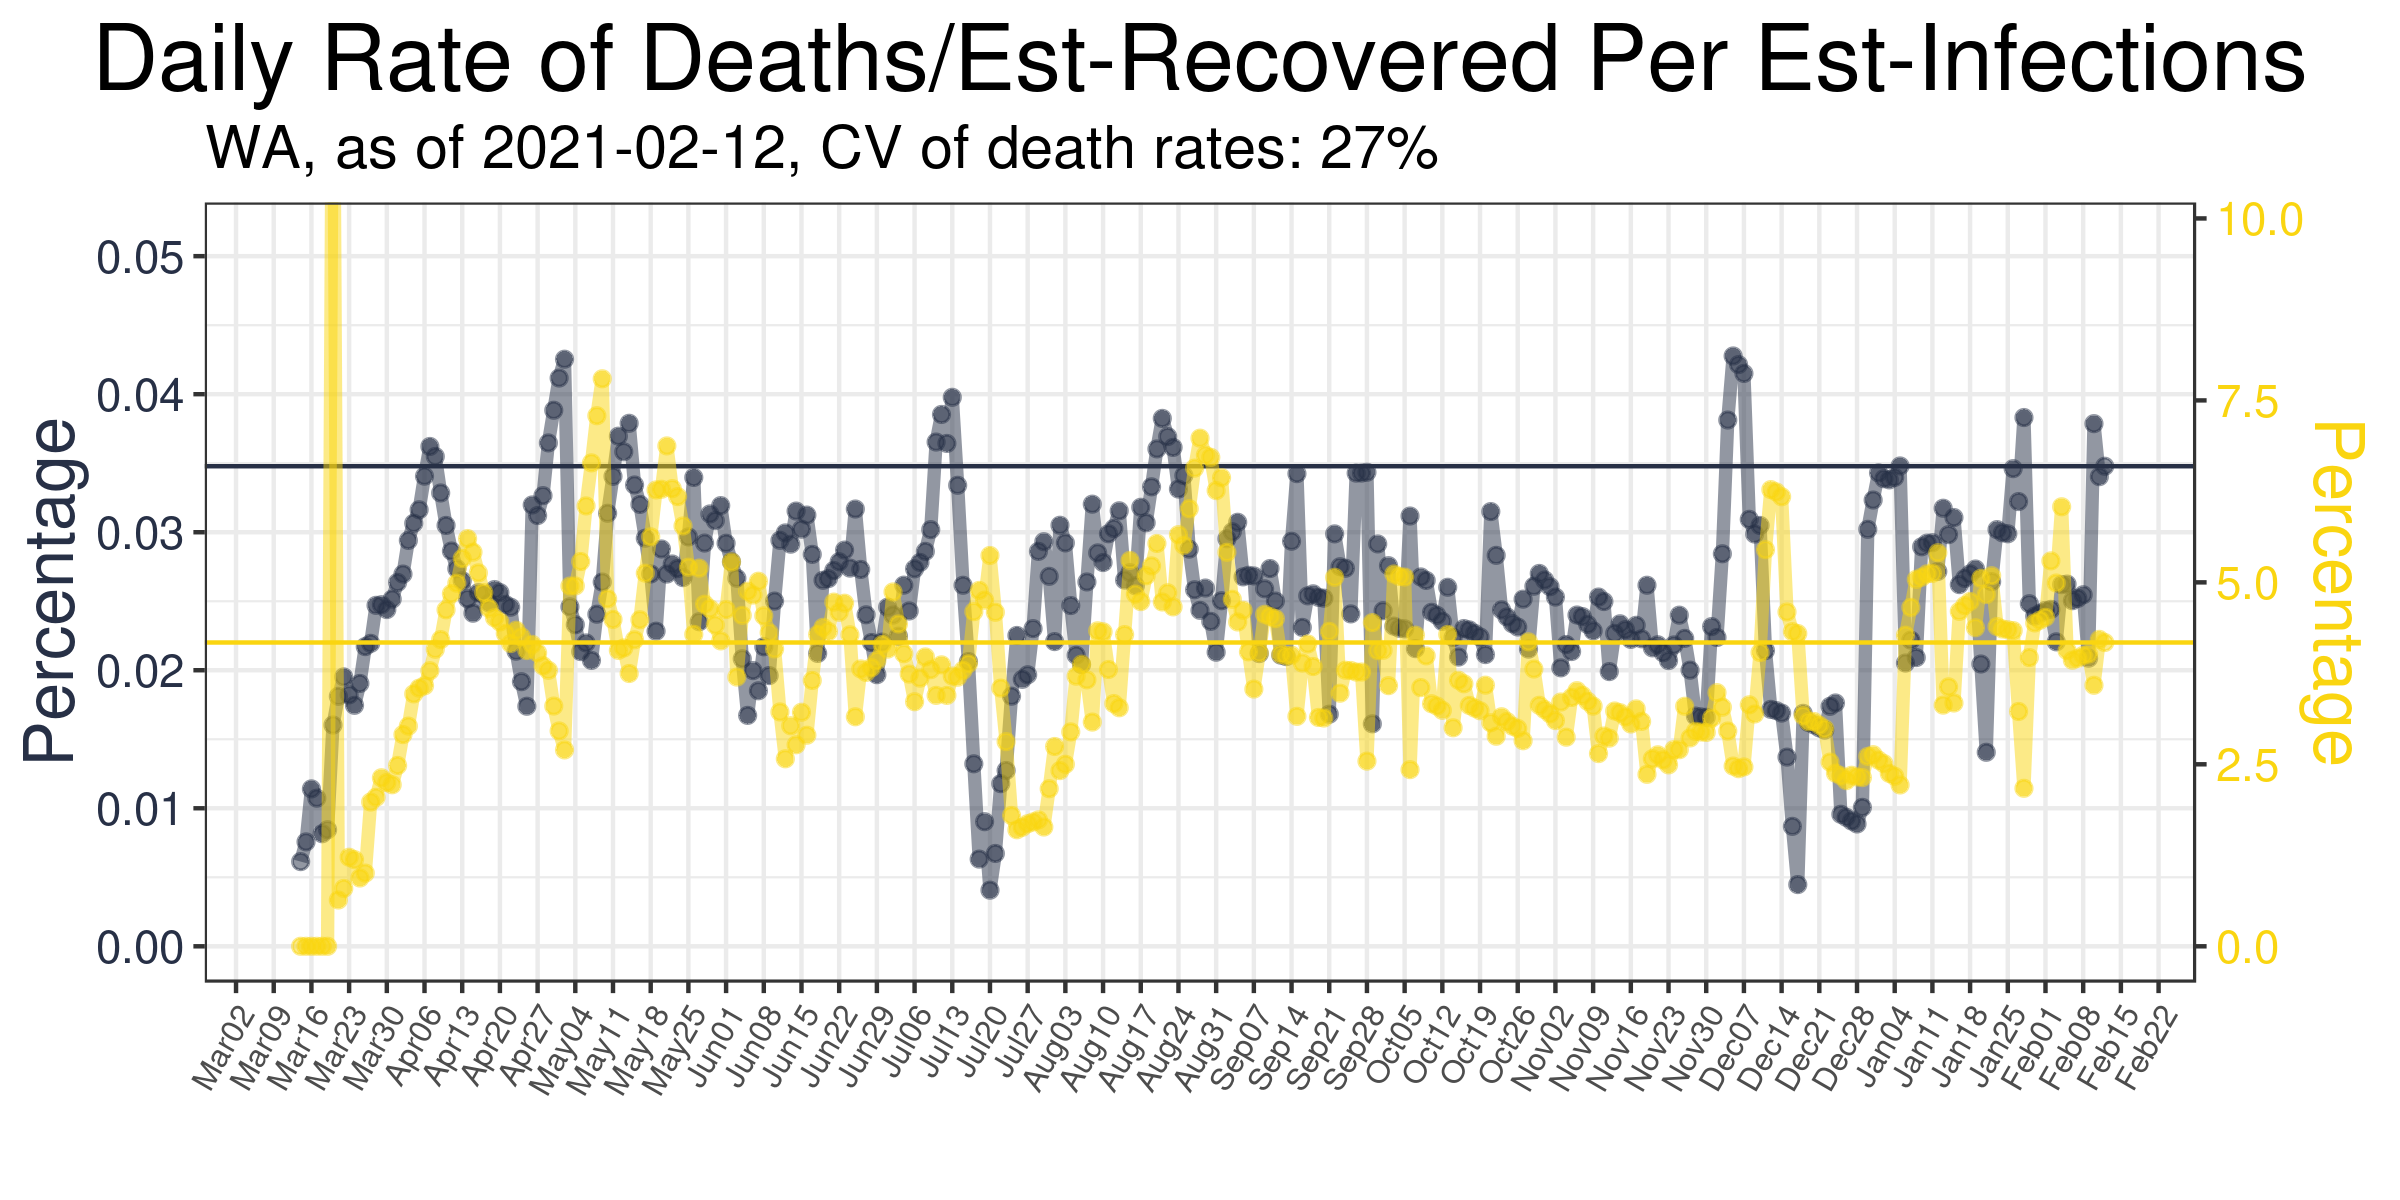 Daily Rate of Deaths/Est-Recovered Per Est-Infections
WA, as of 2021-02-12, CV of death rates: 27%
Percentage
0.05
0.04
0.03
0.02
0.01
0.00
10.0
7.5
5.0
2.5
0.0
Percentage
Mar02 Mar09 Mar16 Mar23 Mar30 Apr06 Apr13 Apr20 Apr27 May04 May11 May18 May25 Jun01 Jun08 Jun15 Jun22 Jun29 Jul06 Jul13 Jul20 Jul27 Aug03 Aug10 Aug17 Aug24 Aug31 Sep07 Sep14 Sep21 Sep28 Oct05 Oct12 Oct19 Oct26 Nov02 Nov09 Nov16 Nov23 Nov30 Dec07 Dec14 Dec21 Dec28 Jan04 Jan11 Jan18 Jan25 Feb01 Feb08 Feb15 Feb22